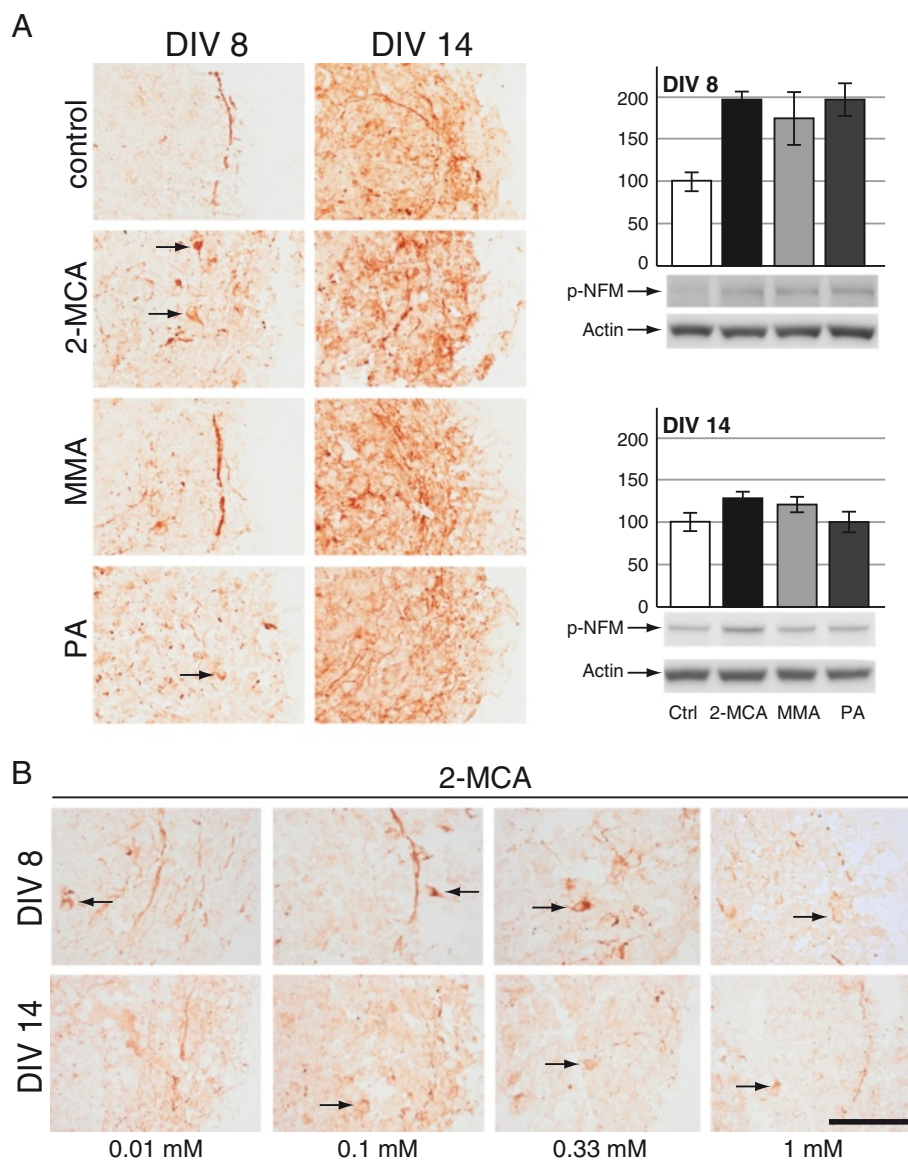 A
DIV 8
DIV 14
control
2-MCA
MMA
PA
DIV 8
200
150
100
50
0
p-NFM
Actin
DIV 14
200
150
100
50
0
p-NFM
Actin
Ctrl 2-MCA MMA PA
B
2-MCA
DIV 8
DIV 14
0.01 mM
0.1 mM
0.33 mM
1 mM